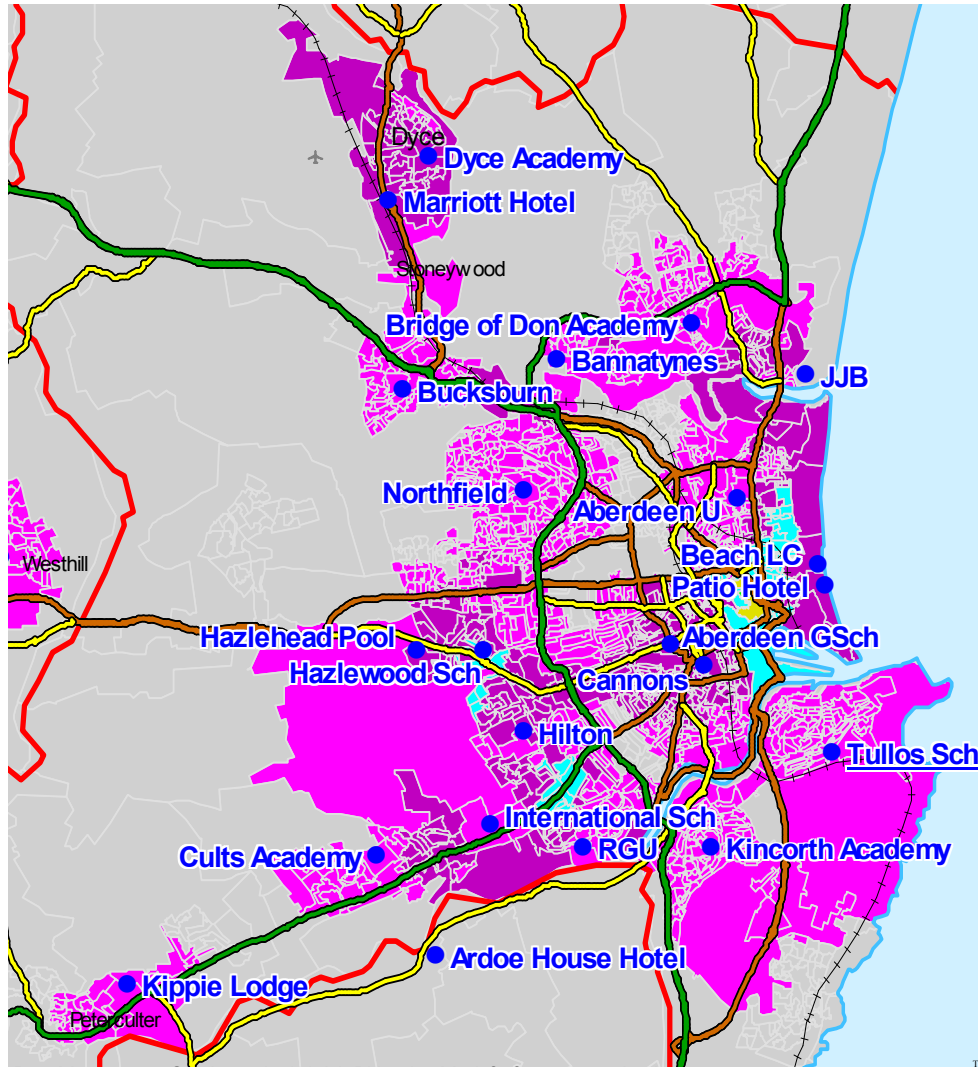 Dyce
Dyce Academy
Marriott Hotel
Stoneywood
Bridge of Don Academy
Bannatynes
JJB
Bucksburn
Northfield
Aberdeen U
Westhill
Beach LC
Patio Hotel
Hazlehead Pool
Aberdeen GSch
Hazlewood Sch
Cannons
Hilton
Tullos Sch
International Sch
Cults Academy
RGU
Kincorth Academy
Ardoe House Hotel
Kippie Lodge
Peterculter